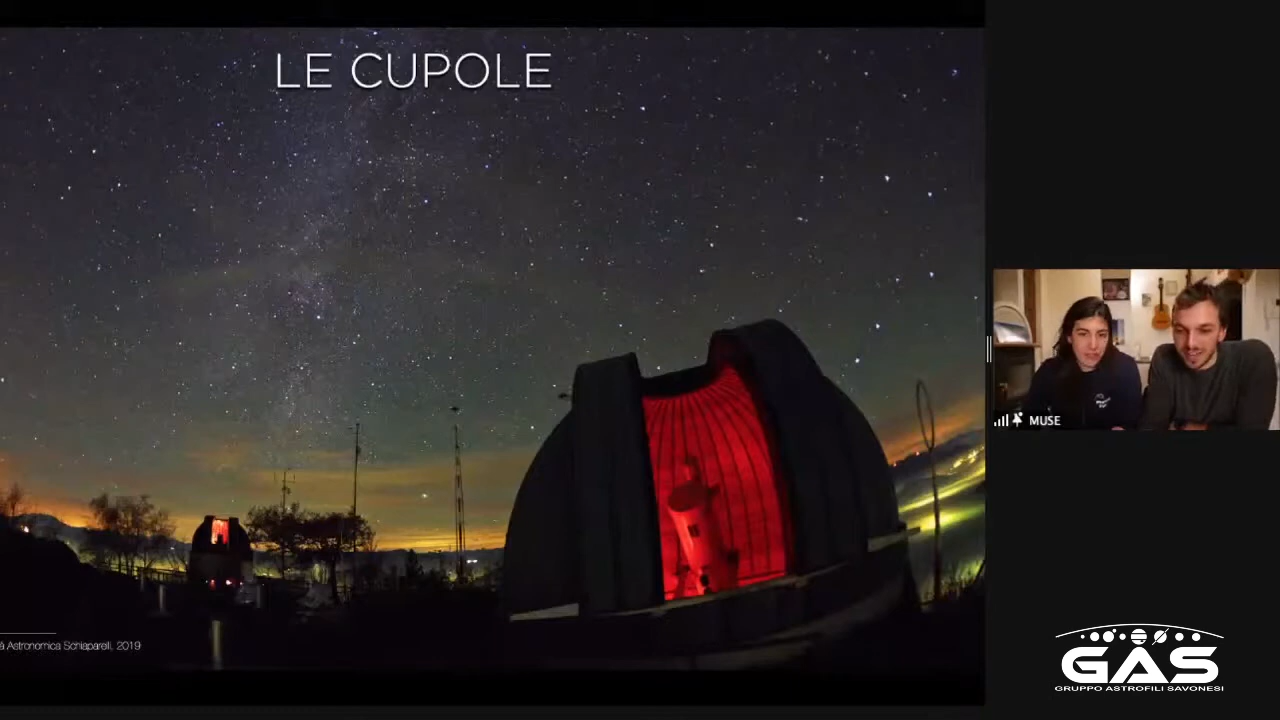 LE CUPOLE
à Astronomica Schiaparelli, 2019
MUSE
GAS
GRUPPO ASTROFILI SAVONESI